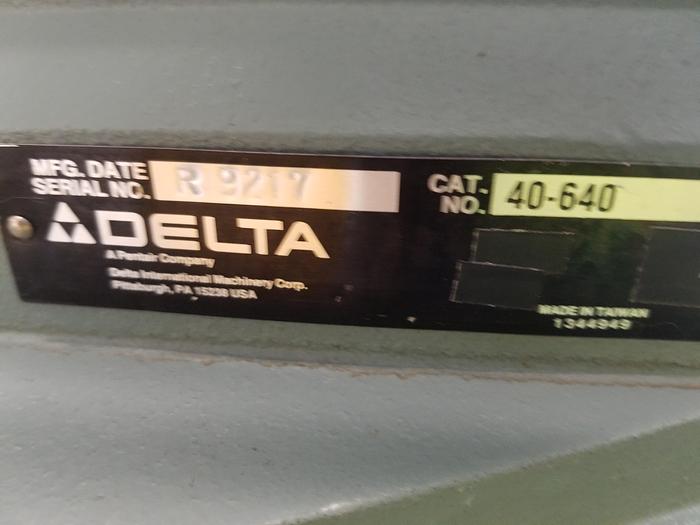 MFG. DATE
SERIAL NO.
R 9217
CAT.
NO.
40-640
DELTA
A Pentair Company
Delta International Machinery Corp.
Pittsburgh, PA 15238 USA
MADE IN TAIWAN
1344949